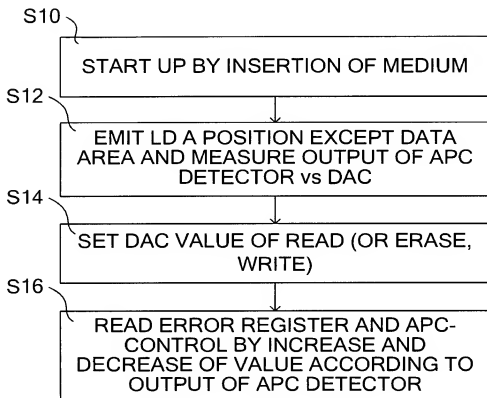 S10
START UP BY INSERTION OF MEDIUM
S12
EMIT LD A POSITION EXCEPT DATA
AREA AND MEASURE OUTPUT OF APC
DETECTOR vs DAC
S14
SET DAC VALUE OF READ (OR ERASE,
WRITE)
S16
READ ERROR REGISTER AND APC-
CONTROL BY INCREASE AND
DECREASE OF VALUE ACCORDING TO
OUTPUT OF APC DETECTOR